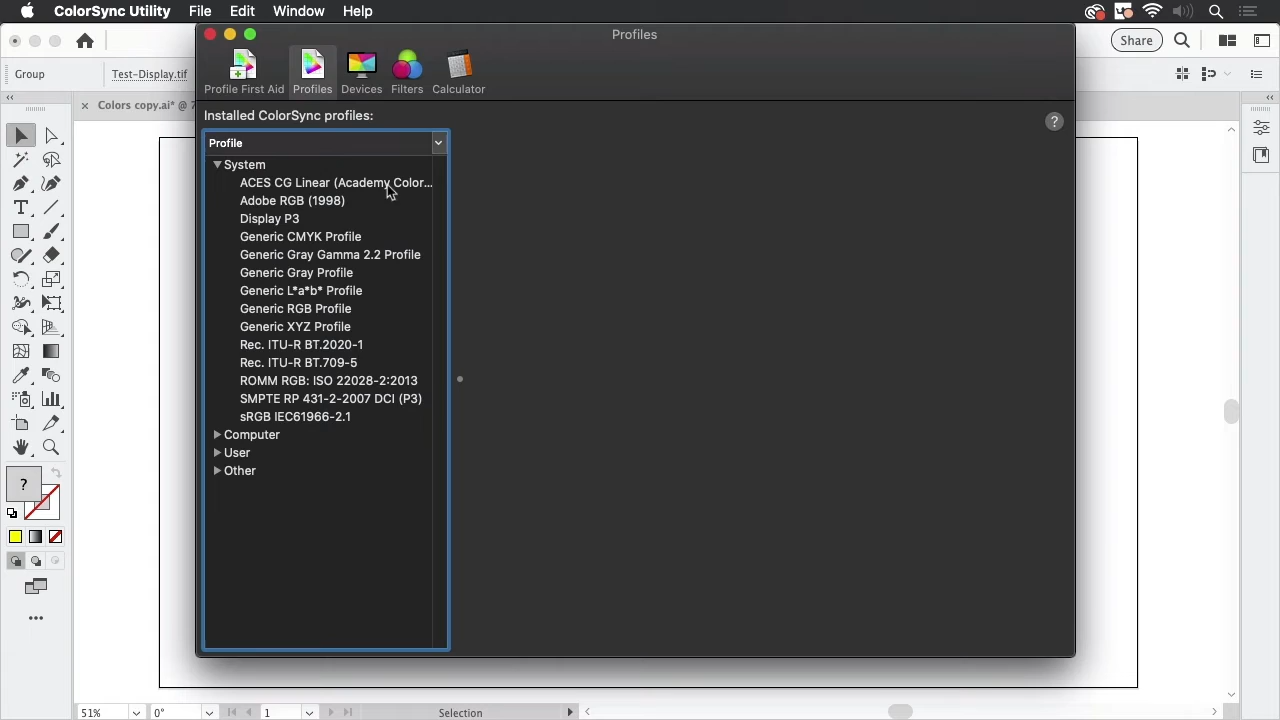 ColorSync Utility File Edit Window Help
Profiles
Share
Group Test-Display.tif
Profile First Aid Profiles Devices Filters Calculator
Colors copy.ai* @ 7
Installed ColorSync profiles:
?
Profile
System
ACES CG Linear (Academy Color...
Adobe RGB (1998)
Display P3
Generic CMYK Profile
Generic Gray Gamma 2.2 Profile
Generic Gray Profile
Generic L*a*b* Profile
Generic RGB Profile
Generic XYZ Profile
Rec. ITU-R BT.2020-1
Rec. ITU-R BT.709-5
ROMM RGB: ISO 22028-2:2013
SMPTE RP 431-2-2007 DCI (P3)
sRGB IEC61966-2.1
Computer
User
Other
?
51% 0° 1 Selection